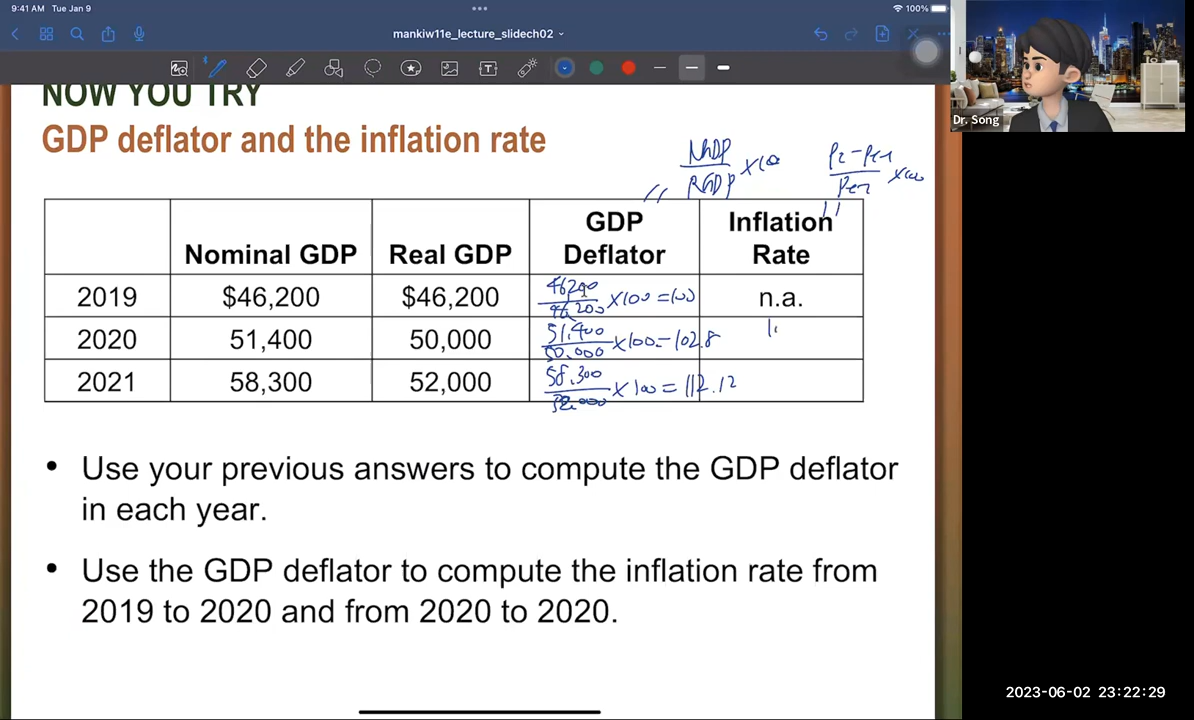 9:41 AM Tue Jan 9
100%
mankiw11e_lecture_slidech02
Dr. Song
NOW YOU TRY
GDP deflator and the inflation rate
NGDP
RGDP ×100
×100
Nominal GDP Real GDP GDP Deflator Inflation Rate
2019 $46,200 $46,200 46200 / 46,200 ×100=100 n.a.
2020 51,400 50,000 51,400 / 50,000 ×100=102.8
2021 58,300 52,000 58,300 / 52,000 ×100=112.12
• Use your previous answers to compute the GDP deflator
in each year.
• Use the GDP deflator to compute the inflation rate from
2019 to 2020 and from 2020 to 2020.
2023-06-02 23:22:29